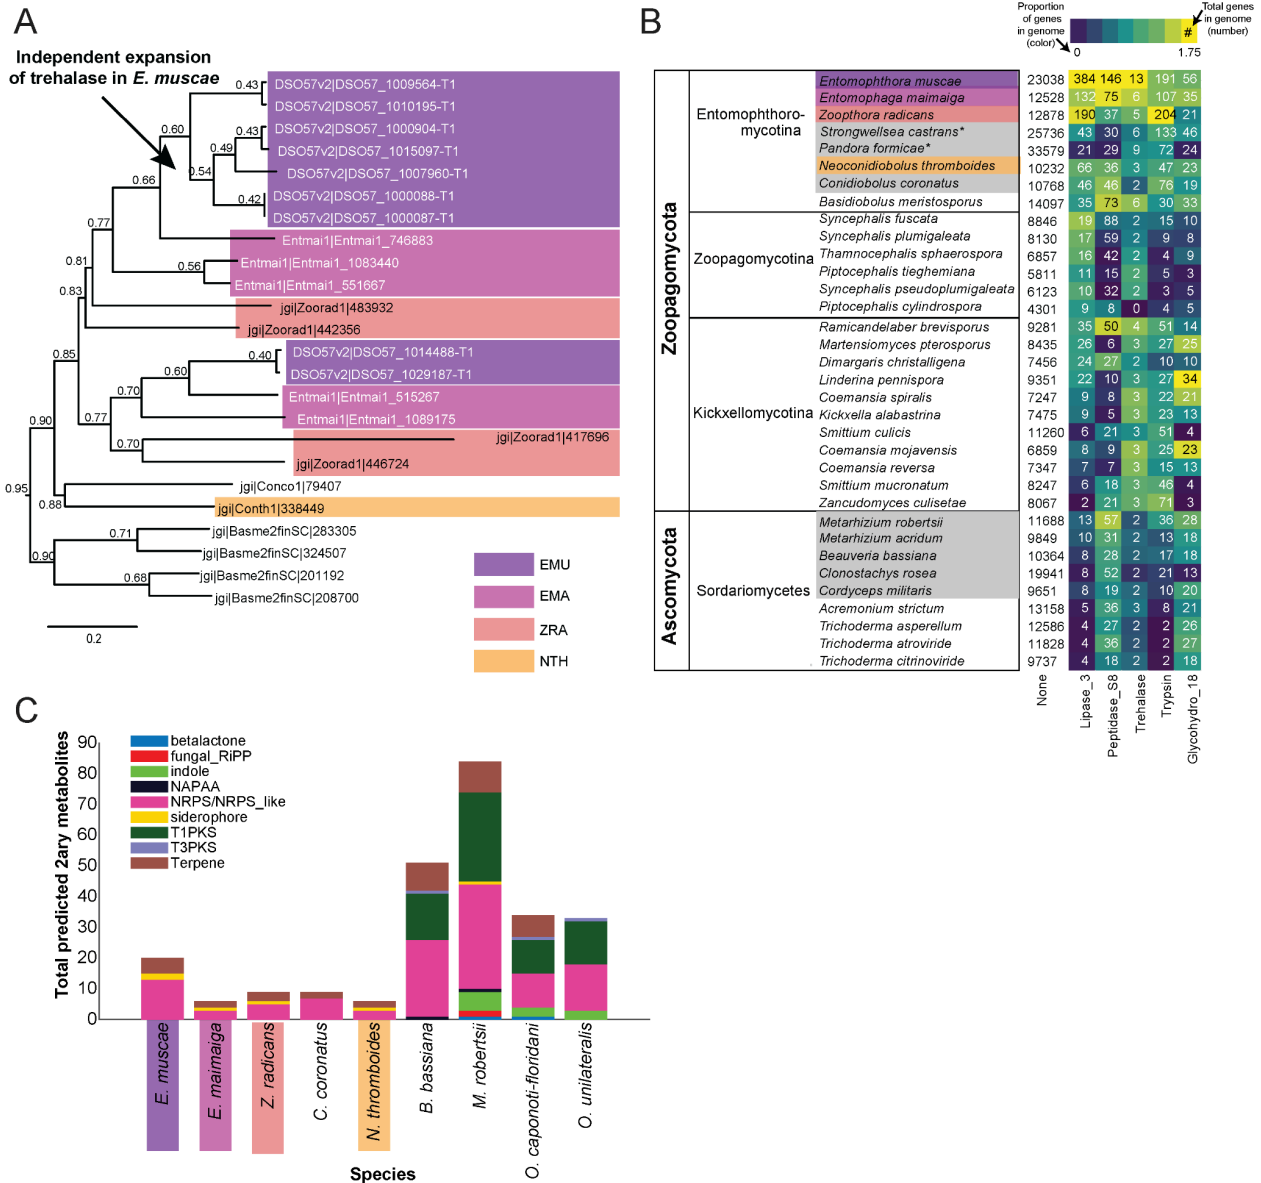 A
Independent expansion
of trehalase in E. muscae
DSO57v2|DSO57_1009564-T1
DSO57v2|DSO57_1010195-T1
DSO57v2|DSO57_1000904-T1
DSO57v2|DSO57_1015097-T1
DSO57v2|DSO57_1007960-T1
DSO57v2|DSO57_1000088-T1
DSO57v2|DSO57_1000087-T1
Entmai1|Entmai1_746883
Entmai1|Entmai1_1083440
Entmai1|Entmai1_551667
jgi|Zoorad1|483932
jgi|Zoorad1|442356
DSO57v2|DSO57_1014488-T1
DSO57v2|DSO57_1029187-T1
Entmai1|Entmai1_515267
Entmai1|Entmai1_1089175
jgi|Zoorad1|417696
jgi|Zoorad1|446724
jgi|Conco1|79407
jgi|Conth1|338449
jgi|Basme2finSC|283305
jgi|Basme2finSC|324507
jgi|Basme2finSC|201192
jgi|Basme2finSC|208700
0.43
0.60
0.43
0.49
0.54
0.42
0.66
0.77
0.56
0.81
0.83
0.40
0.85
0.60
0.70
0.77
0.70
0.90
0.95
0.88
0.71
0.90
0.68
0.2
EMU
EMA
ZRA
NTH
B
Proportion
of genes
in genome
(color)
0
1.75
#
Total genes
in genome
(number)
Zoopagomycota
Ascomycota
Entomophthoro-
mycotina
Zoopagomycotina
Kickxellomycotina
Sordariomycetes
Entomophthora muscae 23038 384 146 13 191 56
Entomophaga maimaiga 12528 132 75 6 107 35
Zoopthora radicans 12878 190 37 5 204 21
Strongwellsea castrans* 25736 43 30 6 133 46
Pandora formicae* 33579 21 29 9 72 24
Neoconidiobolus thromboides 10232 66 36 3 47 23
Conidiobolus coronatus 10768 46 46 2 76 19
Basidiobolus meristosporus 14097 35 73 6 30 33
Syncephalis fuscata 8846 19 88 2 15 10
Syncephalis plumigaleata 8130 17 59 2 9 8
Thamnocephalis sphaerospora 6857 16 42 2 4 9
Piptocephalis tieghemiana 5811 11 15 2 5 3
Syncephalis pseudoplumigaleata 6123 10 32 2 3 5
Piptocephalis cylindrospora 4301 9 8 0 4 5
Ramicandelaber brevisporus 9281 35 50 4 51 14
Martensiomyces pterosporus 8435 26 6 3 27 25
Dimargaris christalligena 7456 24 27 2 10 10
Linderina pennispora 9351 22 10 3 27 34
Coemansia spiralis 7247 9 8 3 22 21
Kickxella alabastrina 7475 9 5 3 23 13
Smittium culicis 11260 6 21 3 51 4
Coemansia mojavensis 6859 8 9 3 25 23
Coemansia reversa 7347 7 7 3 15 13
Smittium mucronatum 8247 6 18 3 46 4
Zancudomyces culisetae 8067 2 21 3 71 3
Metarhizium robertsii 11688 13 57 2 36 28
Metarhizium acridum 9849 10 31 2 13 18
Beauveria bassiana 10364 8 28 2 17 18
Clonostachys rosea 19941 8 52 2 21 13
Cordyceps militaris 9651 8 19 2 10 20
Acremonium strictum 13158 5 36 3 8 21
Trichoderma asperellum 12586 4 27 2 2 26
Trichoderma atroviride 11828 4 36 2 2 27
Trichoderma citrinoviride 9737 4 18 2 2 18
None
Lipase_3
Peptidase_S8
Trehalase
Trypsin
Glycohydro_18
C
Total predicted 2ary metabolites
90
80
70
60
50
40
30
20
10
0
betalactone
fungal_RiPP
indole
NAPAA
NRPS/NRPS_like
siderophore
T1PKS
T3PKS
Terpene
E. muscae
E. maimaiga
Z. radicans
C. coronatus
N. thromboides
B. bassiana
M. robertsii
O. caponoti-floridani
O. unilateralis
Species